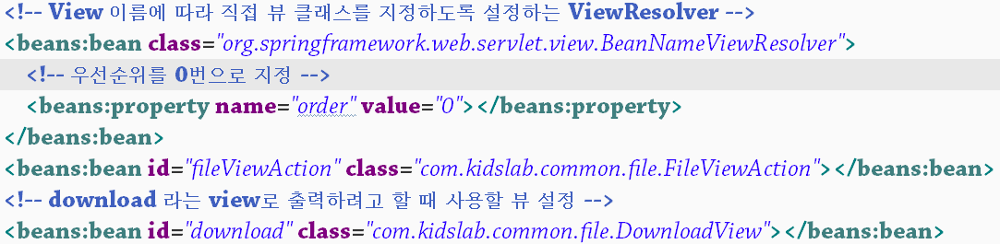 <!-- View 이름에 따라 직접 뷰 클래스를 지정하도록 설정하는 ViewResolver -->
<beans:bean class="org.springframework.web.servlet.view.BeanNameViewResolver">
<!-- 우선순위를 0번으로 지정 -->
<beans:property name="order" value="0"></beans:property>
</beans:bean>
<beans:bean id="fileViewAction" class="com.kidslab.common.file.FileViewAction"></beans:bean>
<!-- download 라는 view로 출력하려고 할 때 사용할 뷰 설정 -->
<beans:bean id="download" class="com.kidslab.common.file.DownloadView"></beans:bean>